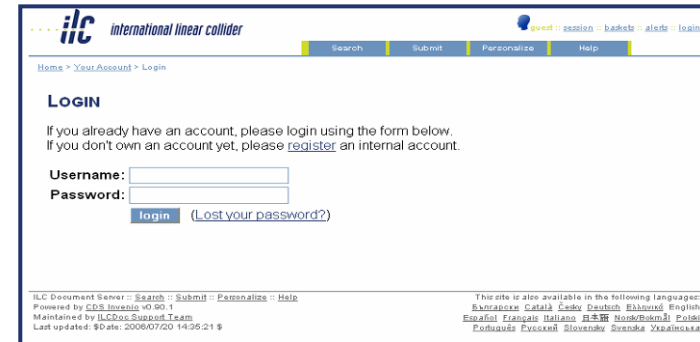 ilc international linear collider
guest :: session :: baskets :: alerts :: login
Search Submit Personalize Help
Home > Your Account > Login
LOGIN
If you already have an account, please login using the form below.
If you don't own an account yet, please register an internal account.
Username:
Password:
login (Lost your password?)
ILC Document Server :: Search :: Submit :: Personalize :: Help
Powered by CDS Invenio v0.90.1
Maintained by ILCDoc Support Team
Last updated: $Date: 2006/07/20 14:35:21 $
This site is also available in the following languages:
Български Català Česky Deutsch Ελληνικά English
Español Français Italiano 日本語 Norsk/Bokmål Polski
Português Русский Slovensky Svenska Українська